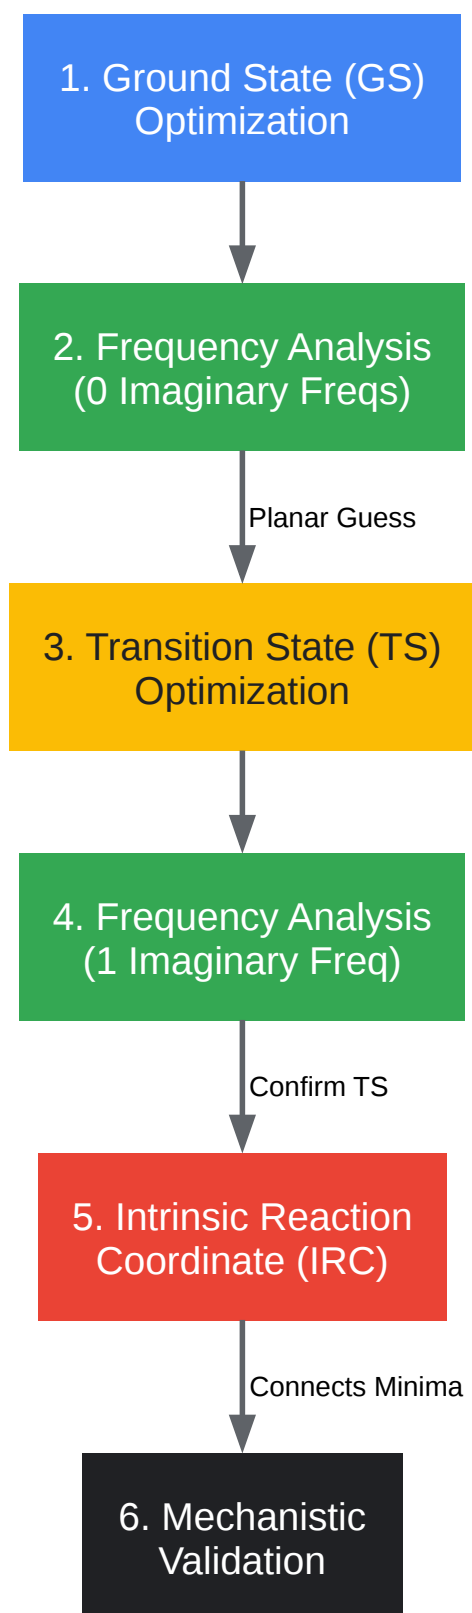 1. Ground State (GS)
Optimization
2. Frequency Analysis
(0 Imaginary Freqs)
Planar Guess
3. Transition State (TS)
Optimization
4. Frequency Analysis
(1 Imaginary Freq)
Confirm TS
5. Intrinsic Reaction
Coordinate (IRC)
Connects Minima
6. Mechanistic
Validation